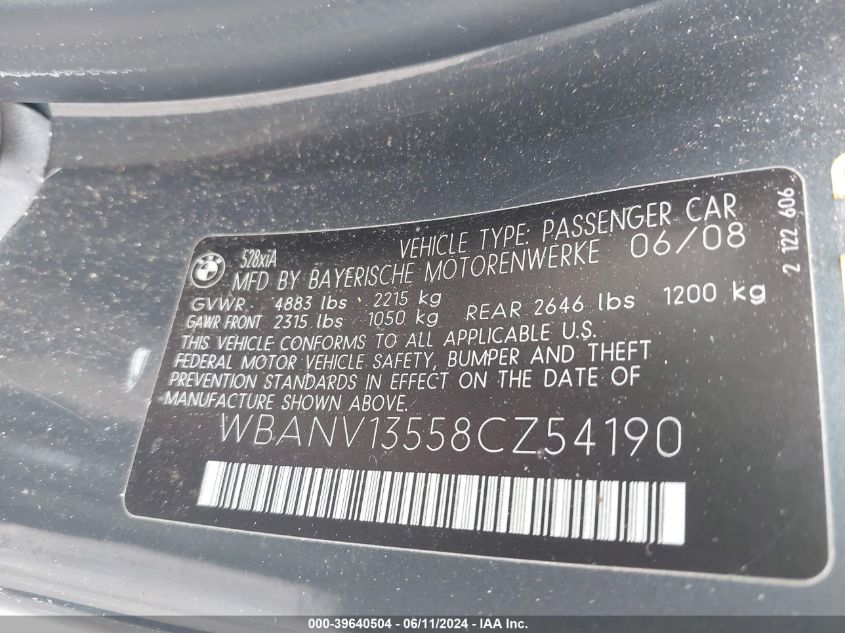 528xiA
VEHICLE TYPE: PASSENGER CAR
MFD BY BAYERISCHE MOTORENWERKE 06/08
GVWR. 4883 lbs 2215 kg
GAWR FRONT 2315 lbs 1050 kg REAR 2646 lbs 1200 kg
THIS VEHICLE CONFORMS TO ALL APPLICABLE U.S.
FEDERAL MOTOR VEHICLE SAFETY, BUMPER AND THEFT
PREVENTION STANDARDS IN EFFECT ON THE DATE OF
MANUFACTURE SHOWN ABOVE.
WBANV13558CZ54190
2 122 606
000-39640504 - 06/11/2024 - IAA Inc.